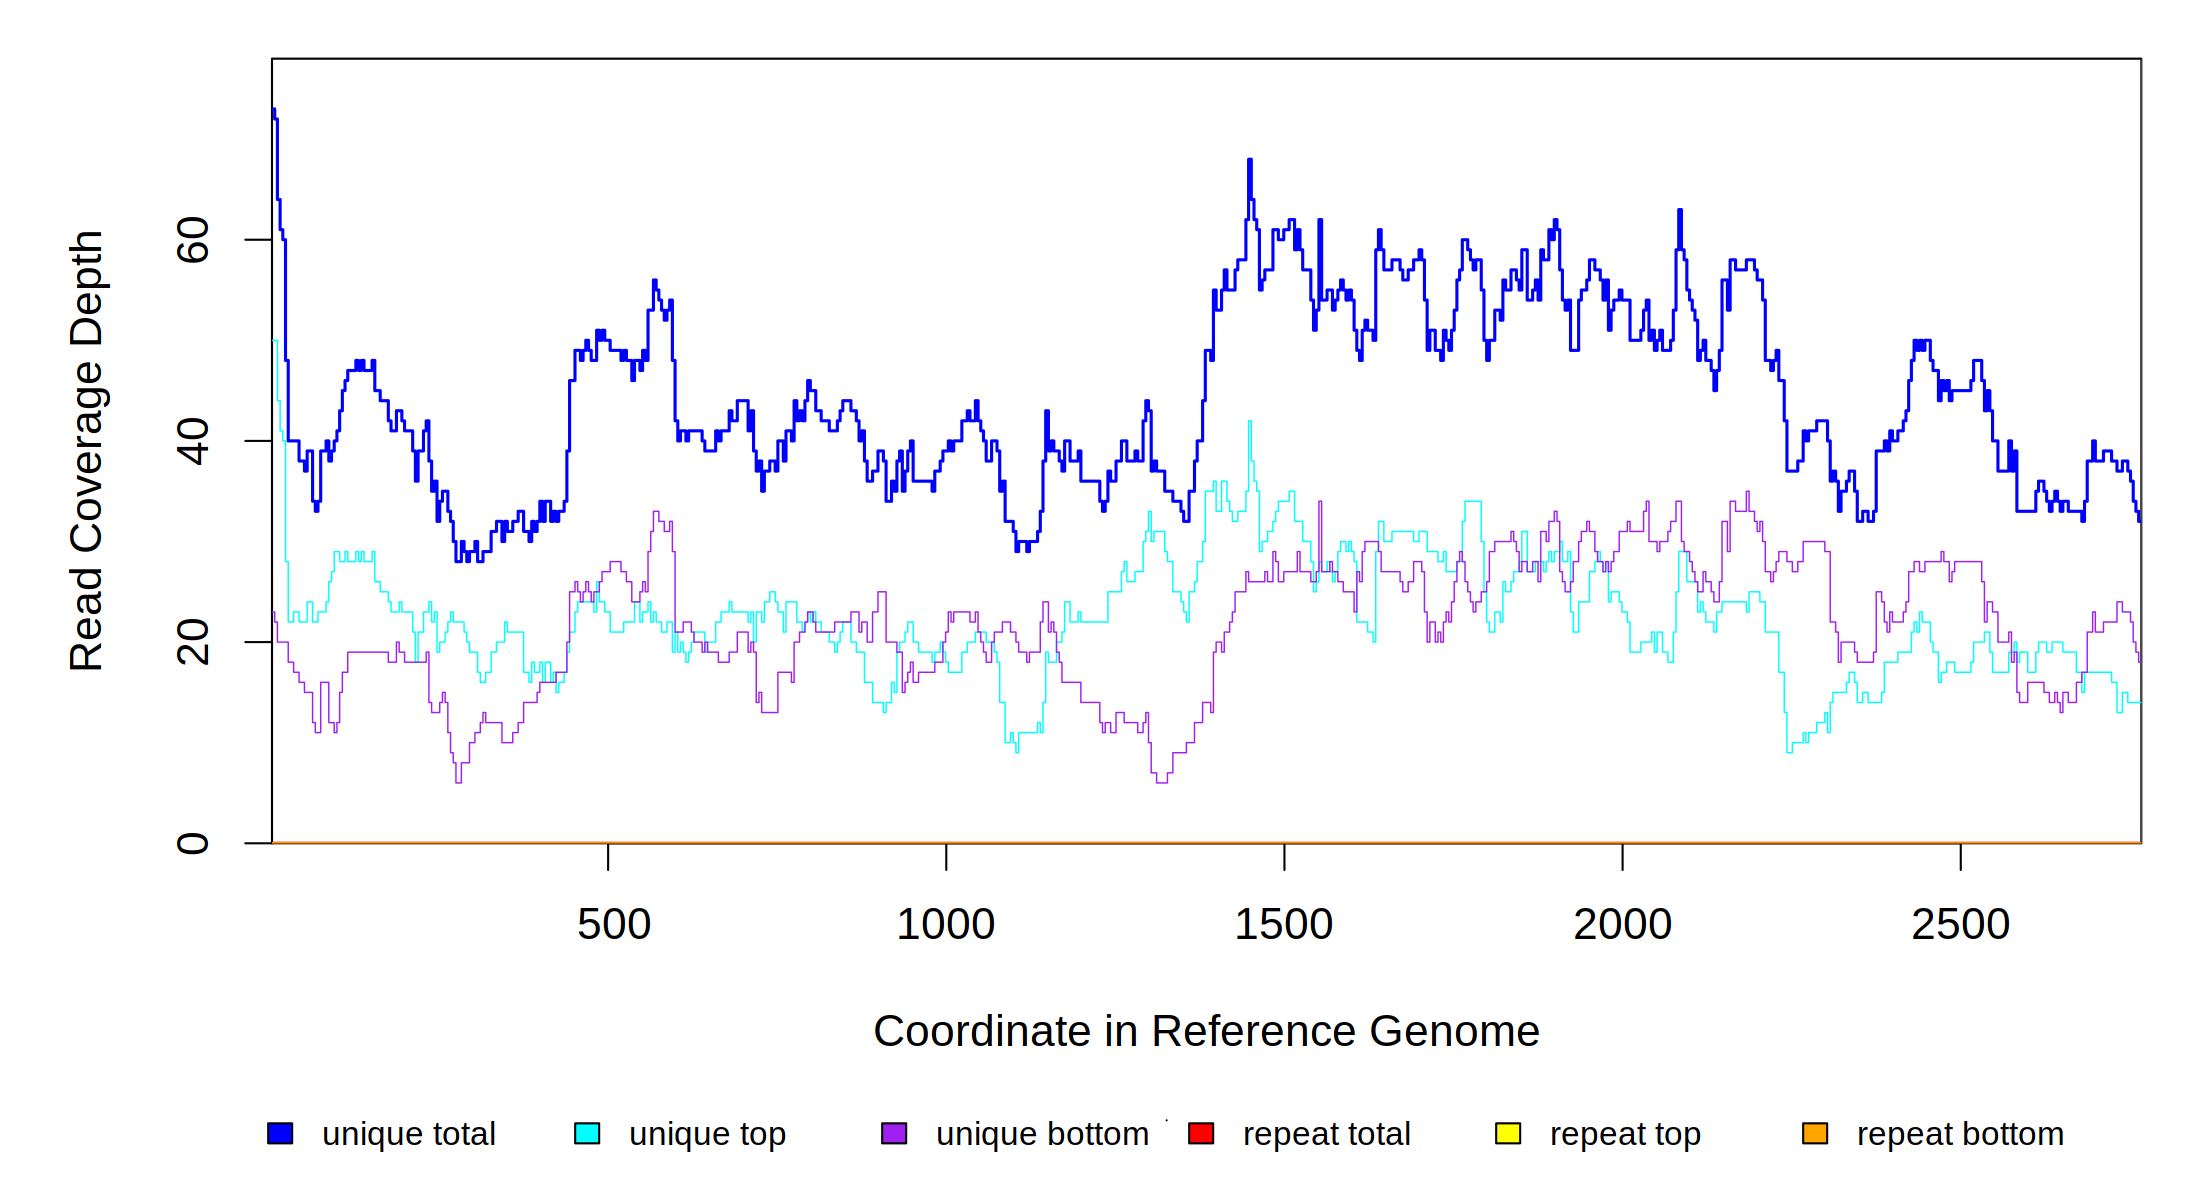 Read Coverage Depth
60
40
20
0
500 1000 1500 2000 2500
Coordinate in Reference Genome
unique total unique top unique bottom repeat total repeat top repeat bottom